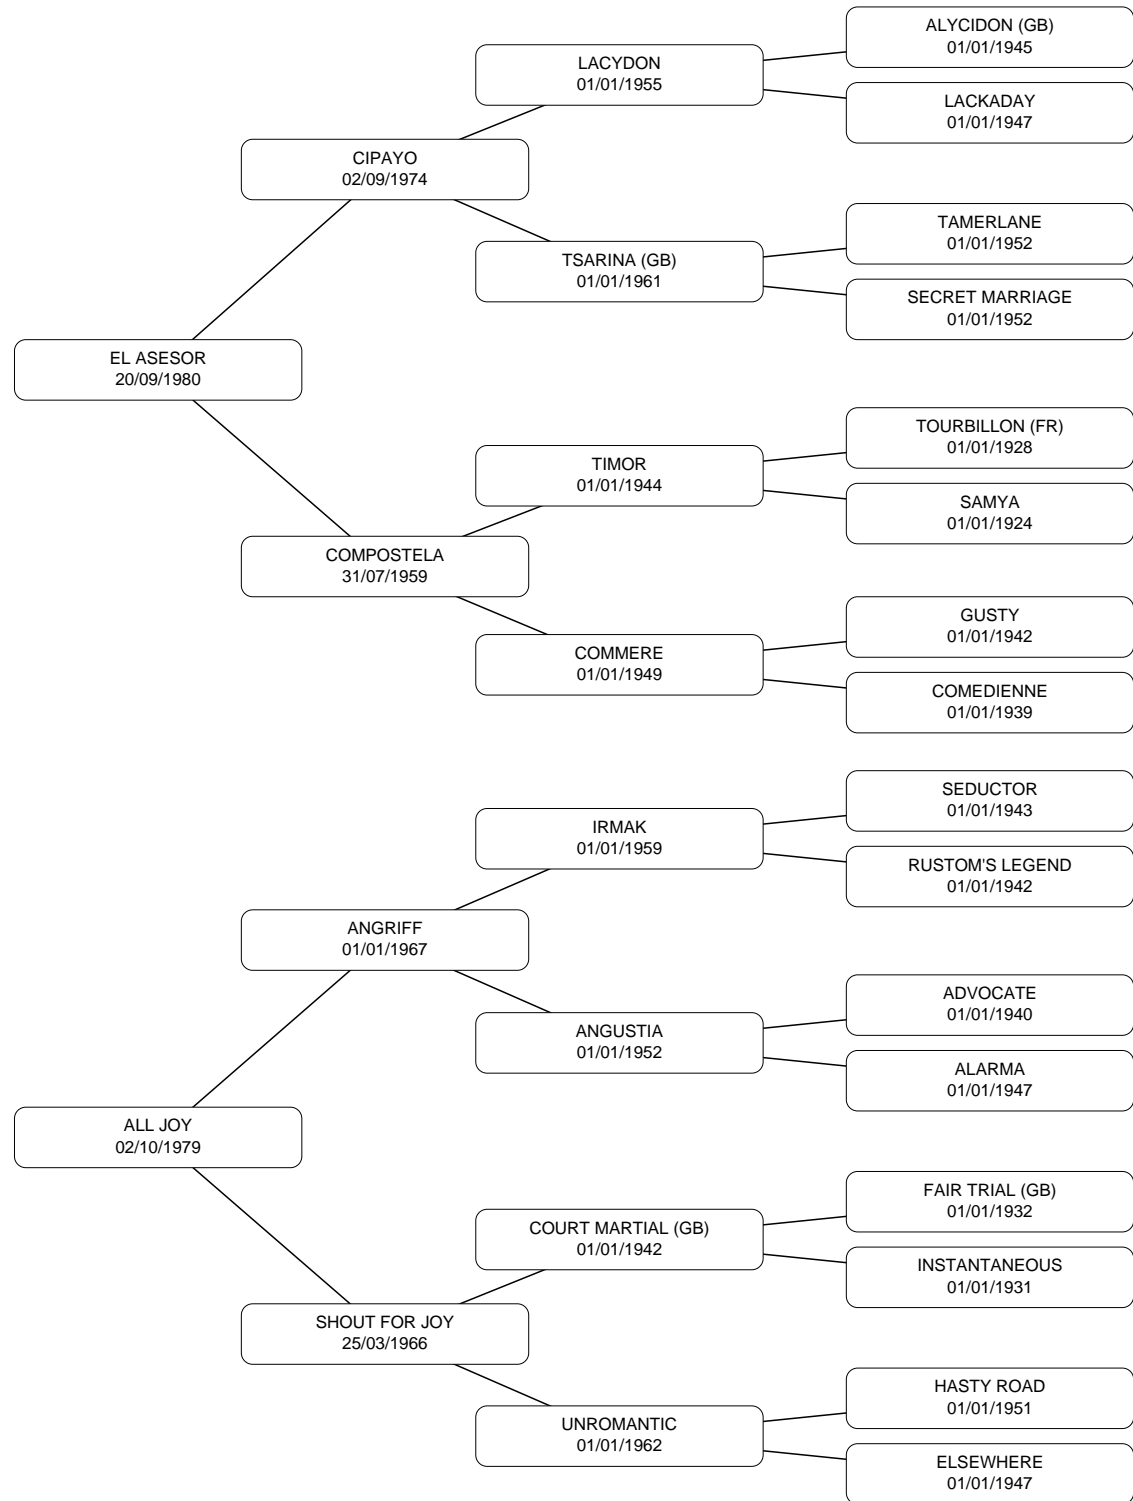 ALYCIDON (GB)
01/01/1945
LACYDON
01/01/1955
LACKADAY
01/01/1947
CIPAYO
02/09/1974
TAMERLANE
01/01/1952
TSARINA (GB)
01/01/1961
SECRET MARRIAGE
01/01/1952
EL ASESOR
20/09/1980
TOURBILLON (FR)
01/01/1928
TIMOR
01/01/1944
SAMYA
01/01/1924
COMPOSTELA
31/07/1959
GUSTY
01/01/1942
COMMERE
01/01/1949
COMEDIENNE
01/01/1939
SEDUCTOR
01/01/1943
IRMAK
01/01/1959
RUSTOM'S LEGEND
01/01/1942
ANGRIFF
01/01/1967
ADVOCATE
01/01/1940
ANGUSTIA
01/01/1952
ALARMA
01/01/1947
ALL JOY
02/10/1979
FAIR TRIAL (GB)
01/01/1932
COURT MARTIAL (GB)
01/01/1942
INSTANTANEOUS
01/01/1931
SHOUT FOR JOY
25/03/1966
HASTY ROAD
01/01/1951
UNROMANTIC
01/01/1962
ELSEWHERE
01/01/1947